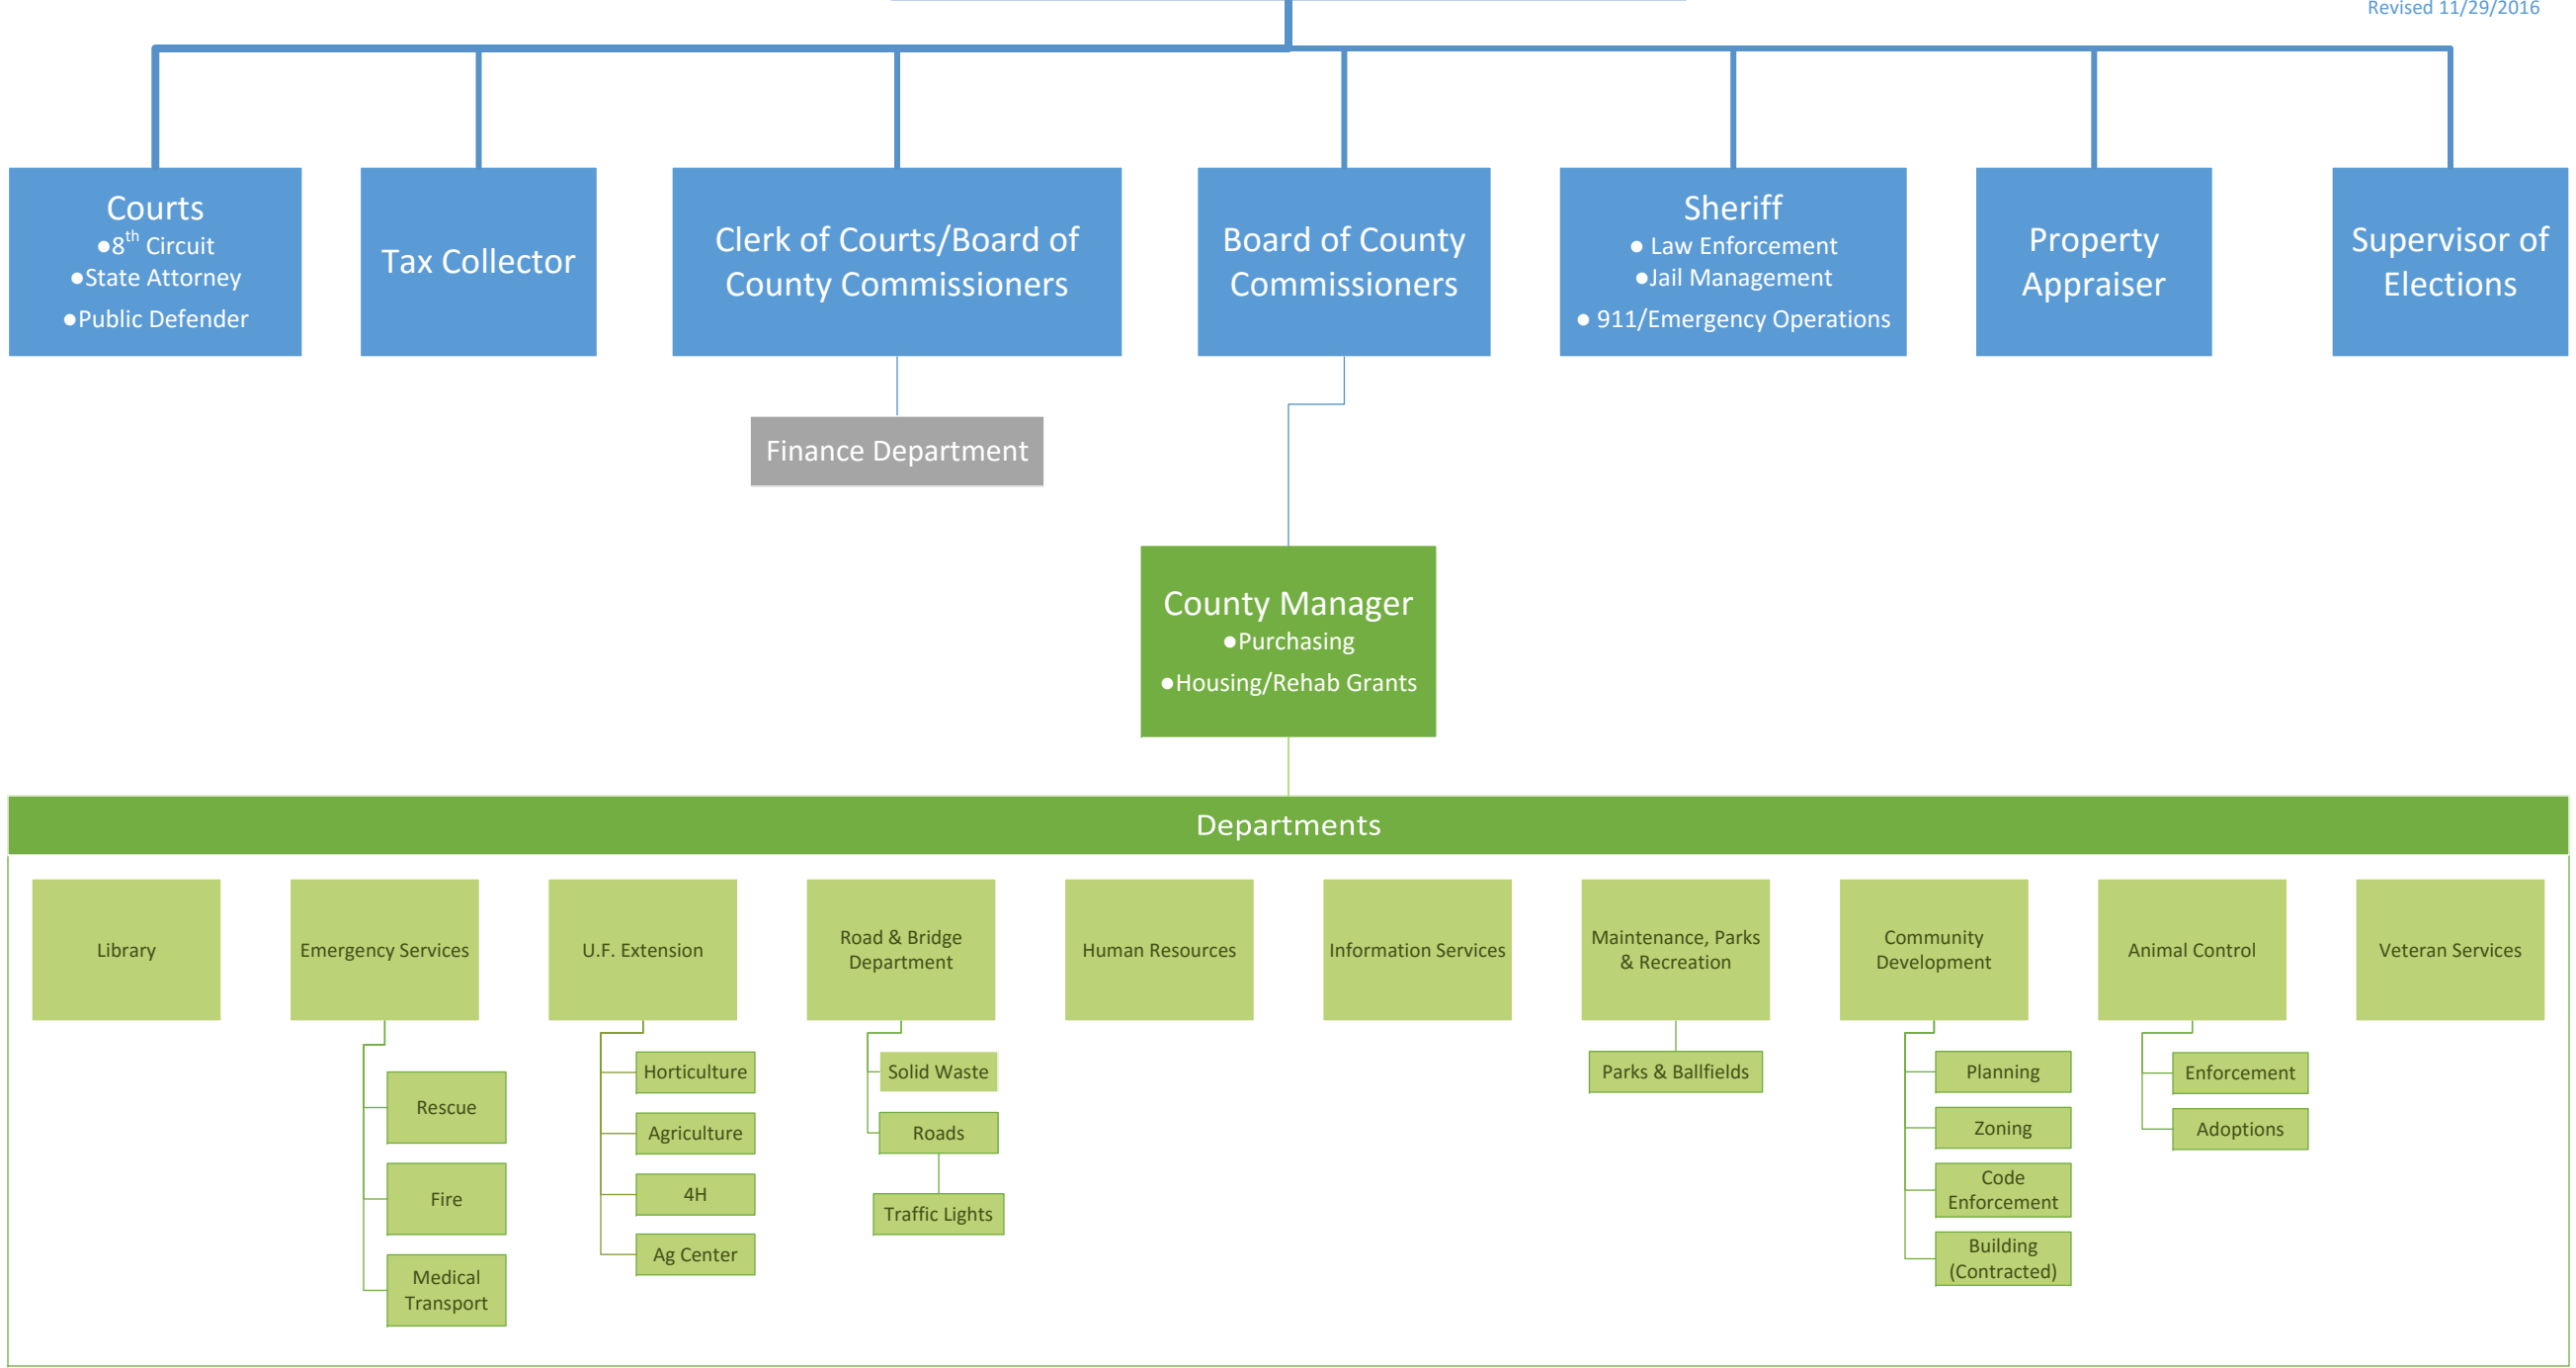 Revised 11/29/2016
Courts
●8th Circuit
●State Attorney
●Public Defender
Tax Collector
Clerk of Courts/Board of
County Commissioners
Board of County
Commissioners
Sheriff
● Law Enforcement
●Jail Management
● 911/Emergency Operations
Property
Appraiser
Supervisor of
Elections
Finance Department
County Manager
●Purchasing
●Housing/Rehab Grants
Departments
Library
Emergency Services
U.F. Extension
Road & Bridge
Department
Human Resources
Information Services
Maintenance, Parks
& Recreation
Community
Development
Animal Control
Veteran Services
Rescue
Fire
Medical
Transport
Horticulture
Agriculture
4H
Ag Center
Solid Waste
Roads
Traffic Lights
Parks & Ballfields
Planning
Zoning
Code
Enforcement
Building
(Contracted)
Enforcement
Adoptions